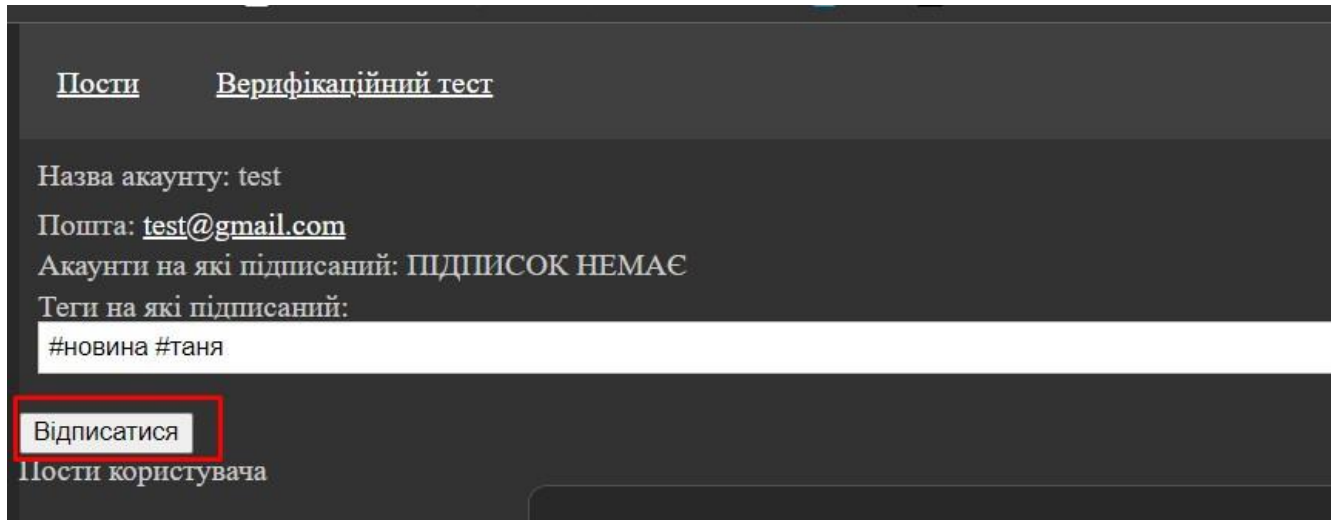 Пости Верифікаційний тест
Назва акаунту: test
Пошта: test@gmail.com
Акаунти на які підписаний: ПІДПИСОК НЕМАЄ
Теги на які підписаний:
#новина #таня
Відписатися
Пости користувача